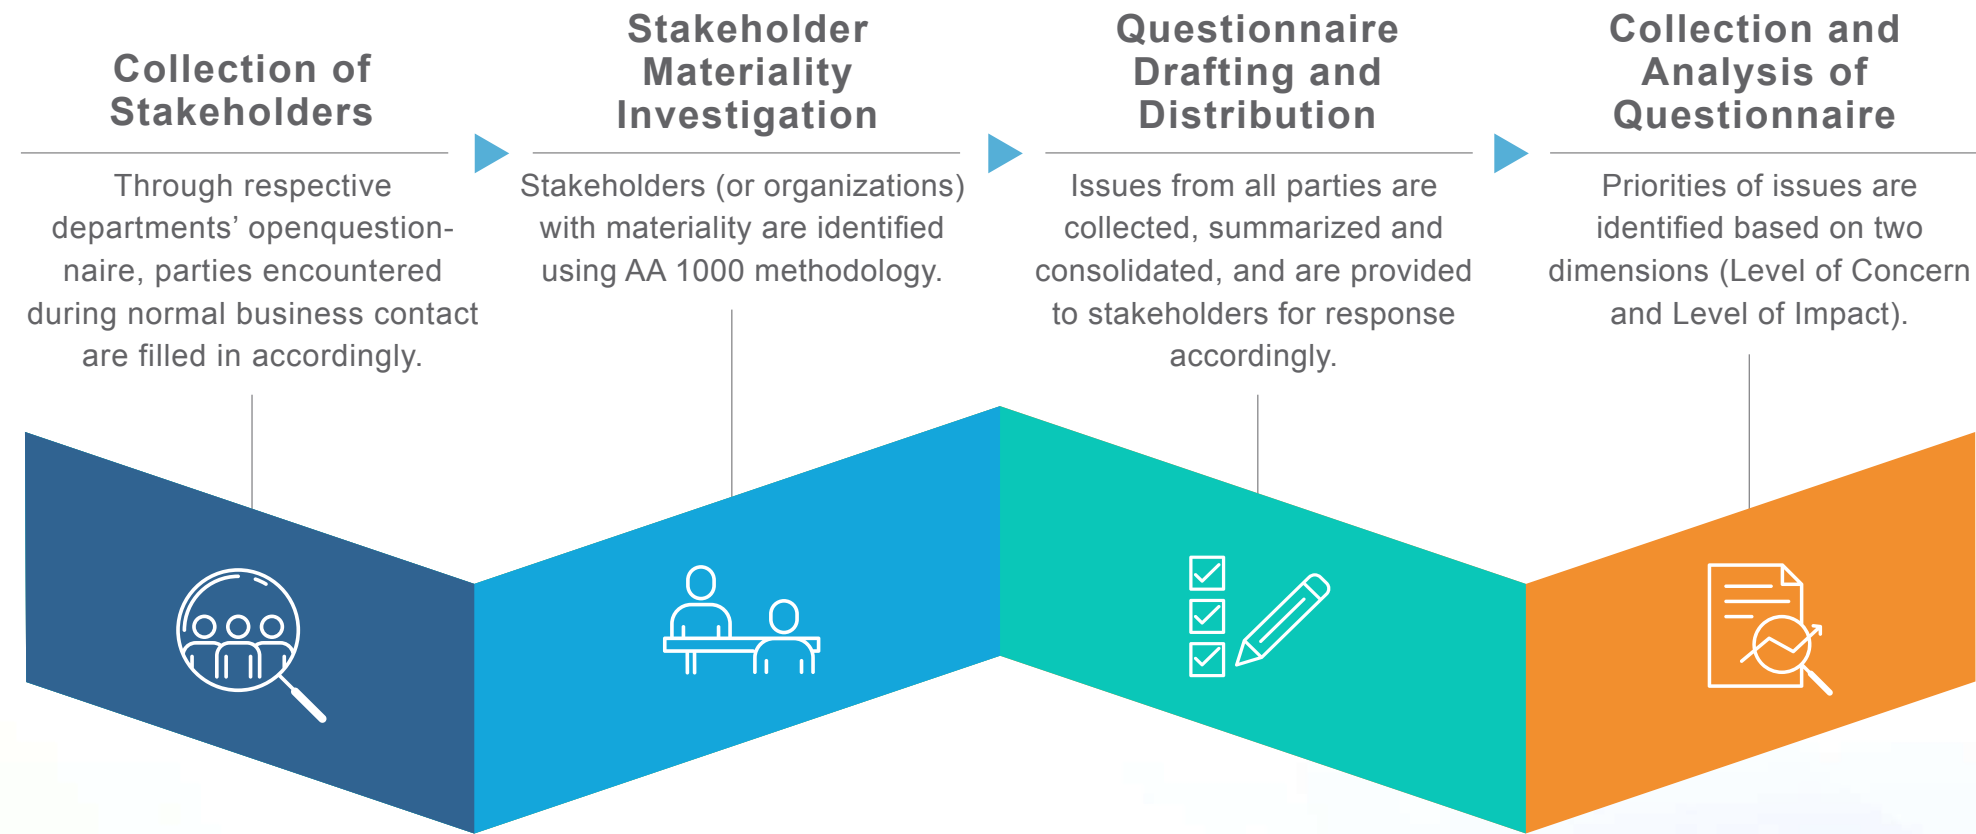 Collection of
Stakeholders
Through respective
departments’ openquestion-
naire, parties encountered
during normal business contact
are filled in accordingly.
Stakeholder
Materiality
Investigation
Stakeholders (or organizations)
with materiality are identified
using AA 1000 methodology.
Questionnaire
Drafting and
Distribution
Issues from all parties are
collected, summarized and
consolidated, and are provided
to stakeholders for response
accordingly.
Collection and
Analysis of
Questionnaire
Priorities of issues are
identified based on two
dimensions (Level of Concern
and Level of Impact).